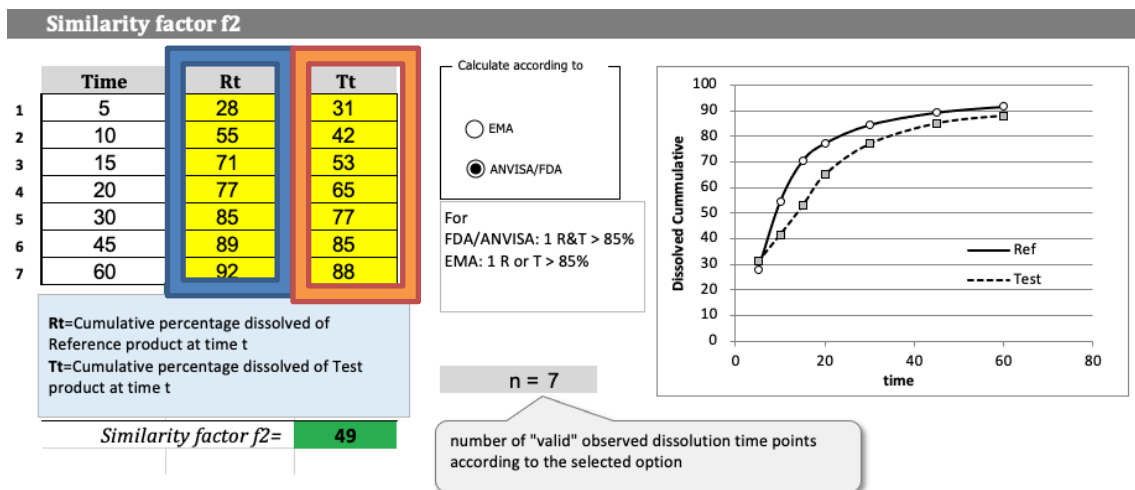 Similarity factor f2
Time Rt Tt
1 5 28 31
2 10 55 42
3 15 71 53
4 20 77 65
5 30 85 77
6 45 89 85
7 60 92 88
Rt=Cumulative percentage dissolved of
Reference product at time t
Tt=Cumulative percentage dissolved of Test
product at time t
Similarity factor f2= 49
Calculate according to
EMA
ANVISA/FDA
For
FDA/ANVISA: 1 R&T > 85%
EMA: 1 R or T > 85%
n = 7
number of "valid" observed dissolution time points
according to the selected option
Dissolved Cummulative
100
90
80
70
60
50
40
30
20
10
0
0 20 40 60 80
time
Ref
Test